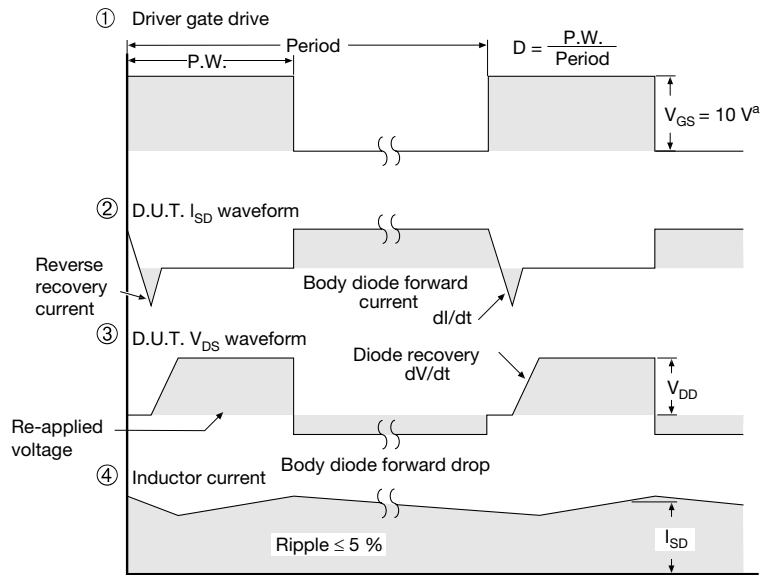 ① Driver gate drive
Period
P.W.
D = P.W. / Period
V_GS = 10 V^a
② D.U.T. I_SD waveform
Reverse
recovery
current
Body diode forward
current
dI/dt
③ D.U.T. V_DS waveform
Diode recovery
dV/dt
V_DD
Re-applied
voltage
Body diode forward drop
④ Inductor current
Ripple ≤ 5 %
I_SD